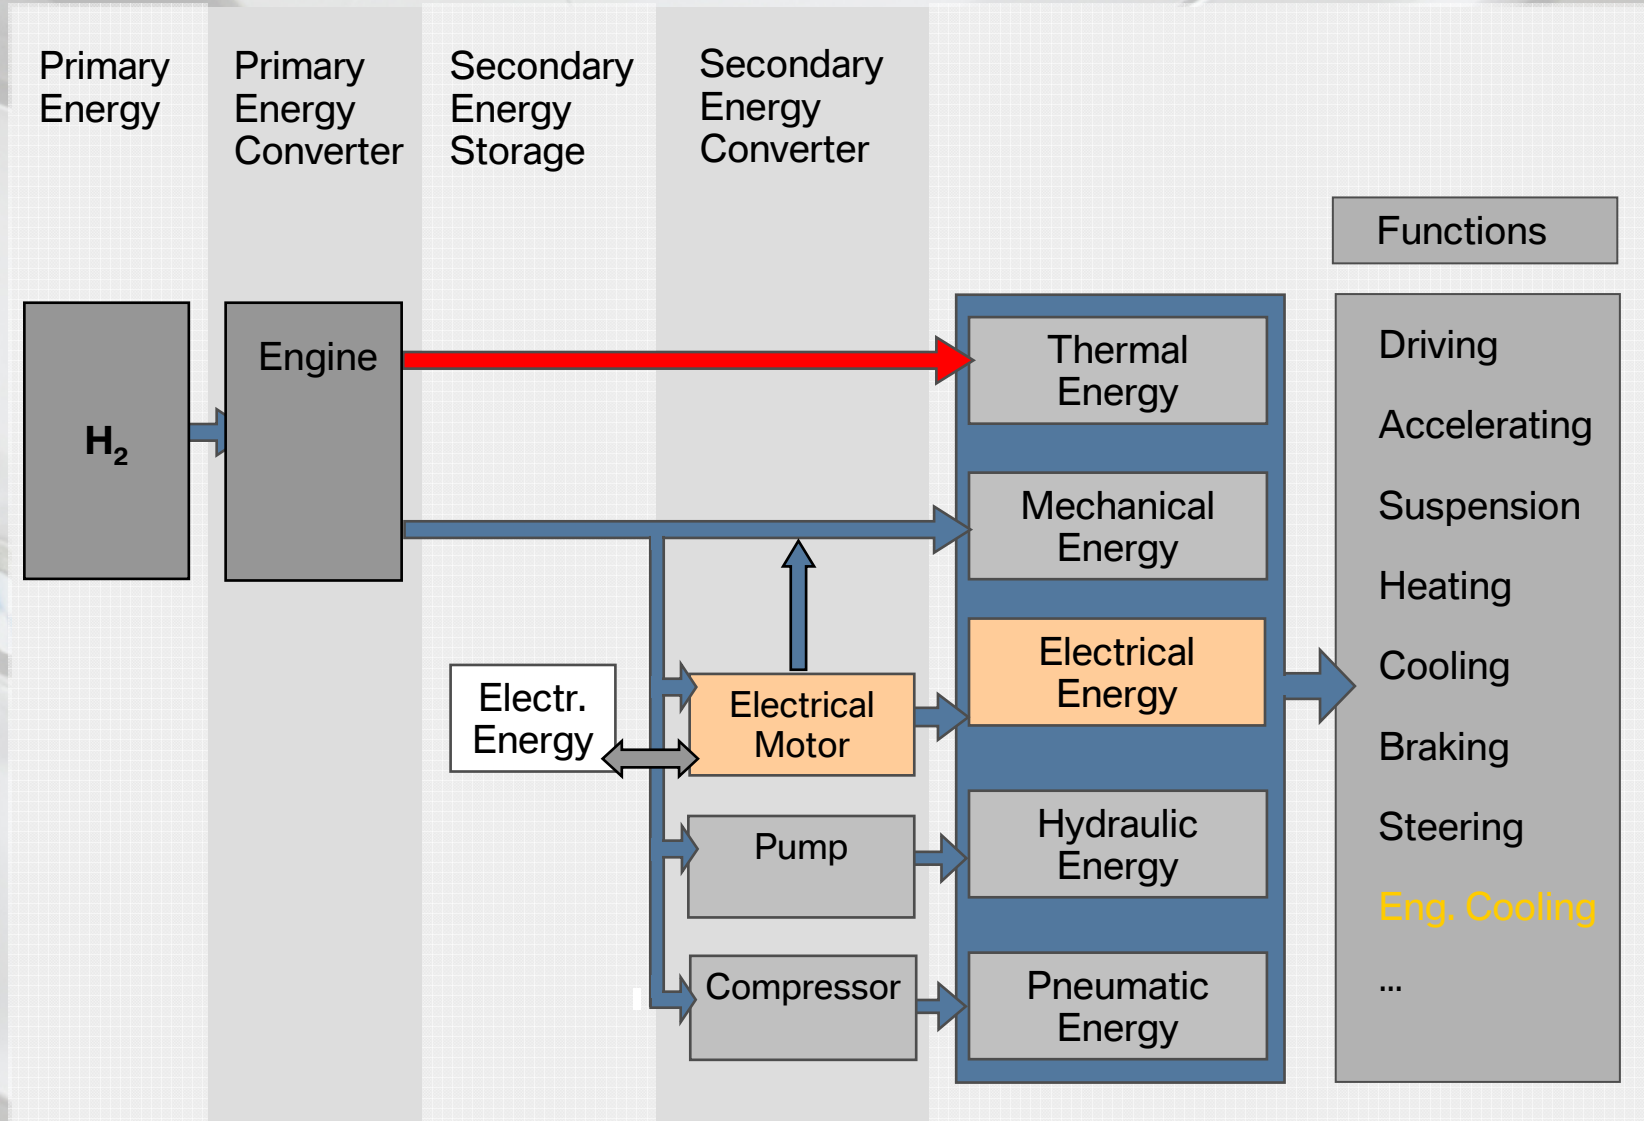 Primary
Energy
Primary
Energy
Converter
Secondary
Energy
Storage
Secondary
Energy
Converter
Functions
H₂
Engine
Thermal
Energy
Mechanical
Energy
Electr.
Energy
Electrical
Motor
Electrical
Energy
Pump
Hydraulic
Energy
Compressor
Pneumatic
Energy
Driving
Accelerating
Suspension
Heating
Cooling
Braking
Steering
Eng. Cooling
...